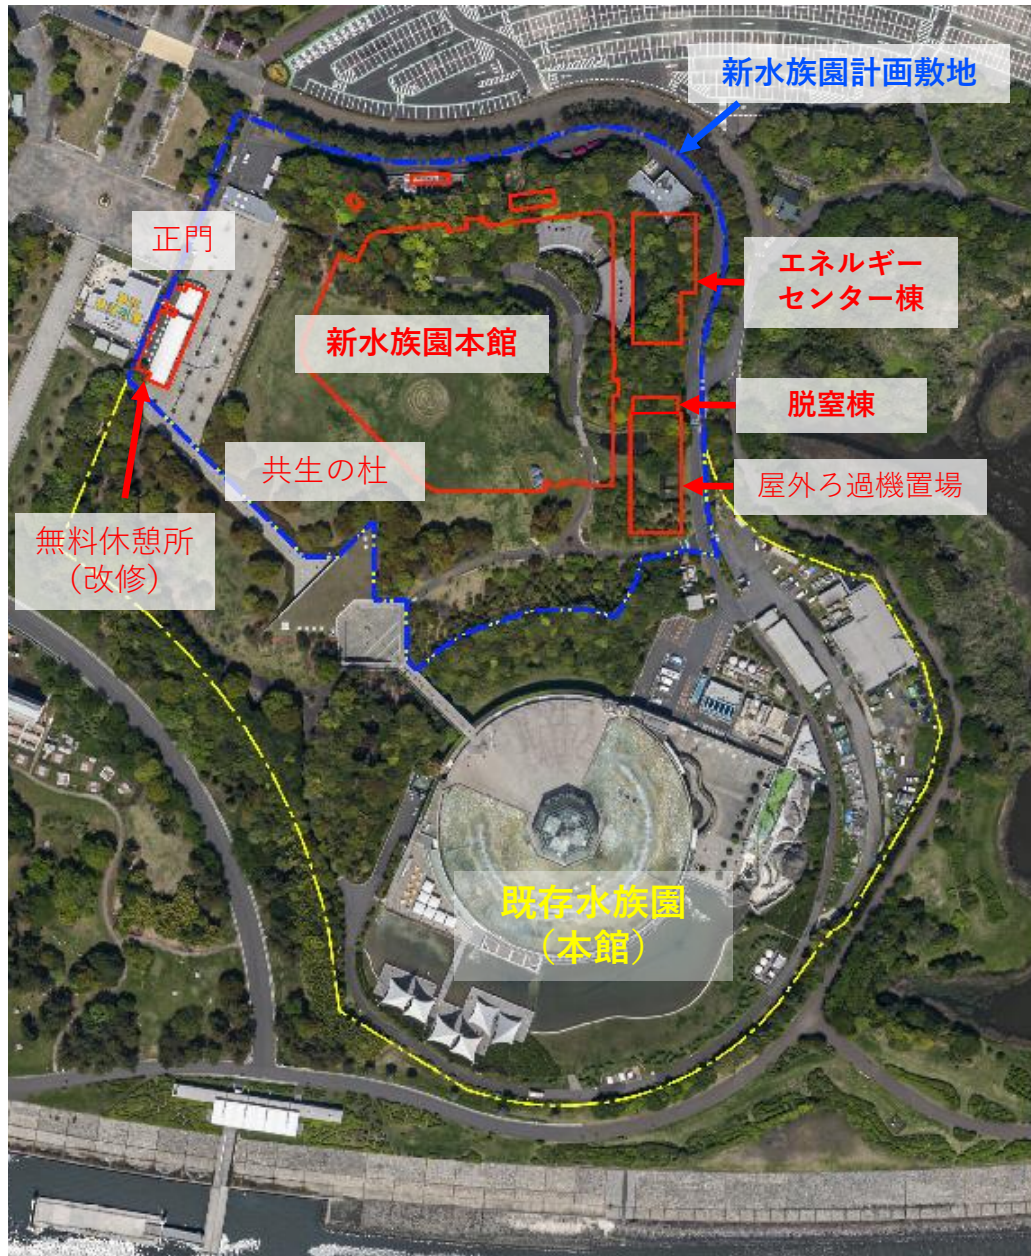 新水族園計画敷地
正門
エネルギー
センター棟
新水族園本館
脱窒棟
共生の杜
屋外ろ過機置場
無料休憩所
（改修）
既存水族園
（本館）